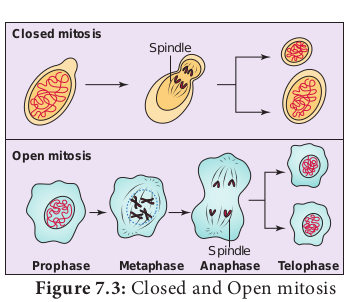 Closed mitosis
Spindle
Open mitosis
Spindle
Prophase Metaphase Anaphase Telophase
Figure 7.3: Closed and Open mitosis